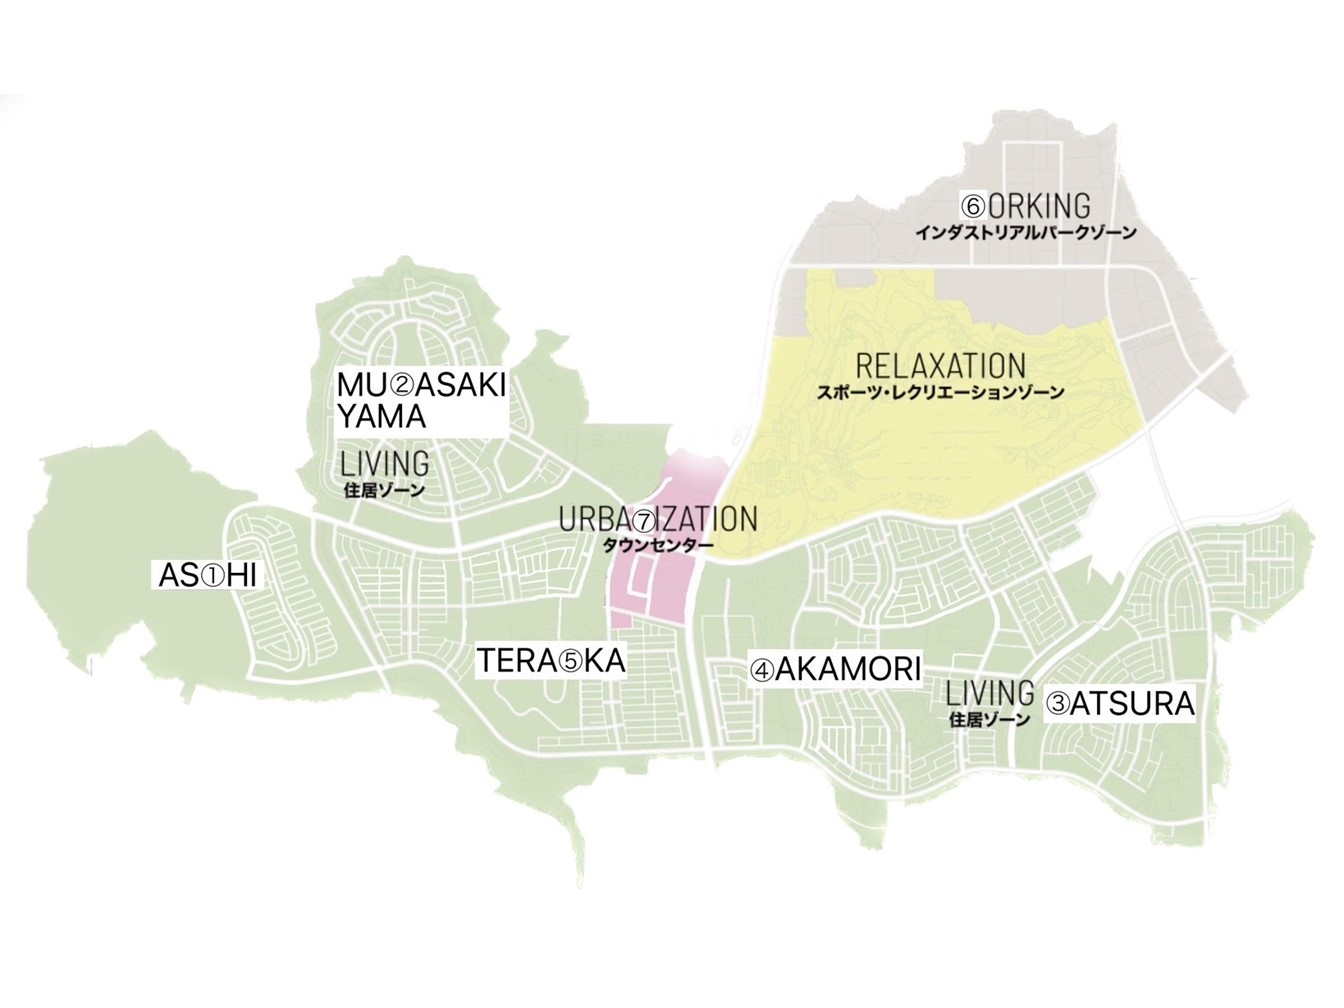 ⑥ORKING
インダストリアルパークゾーン
RELAXATION
スポーツ・レクリエーションゾーン
MU②ASAKI
YAMA
LIVING
住居ゾーン
URBA⑦IZATION
タウンセンター
AS①HI
TERA⑤KA
④AKAMORI
LIVING
住居ゾーン
③ATSURA